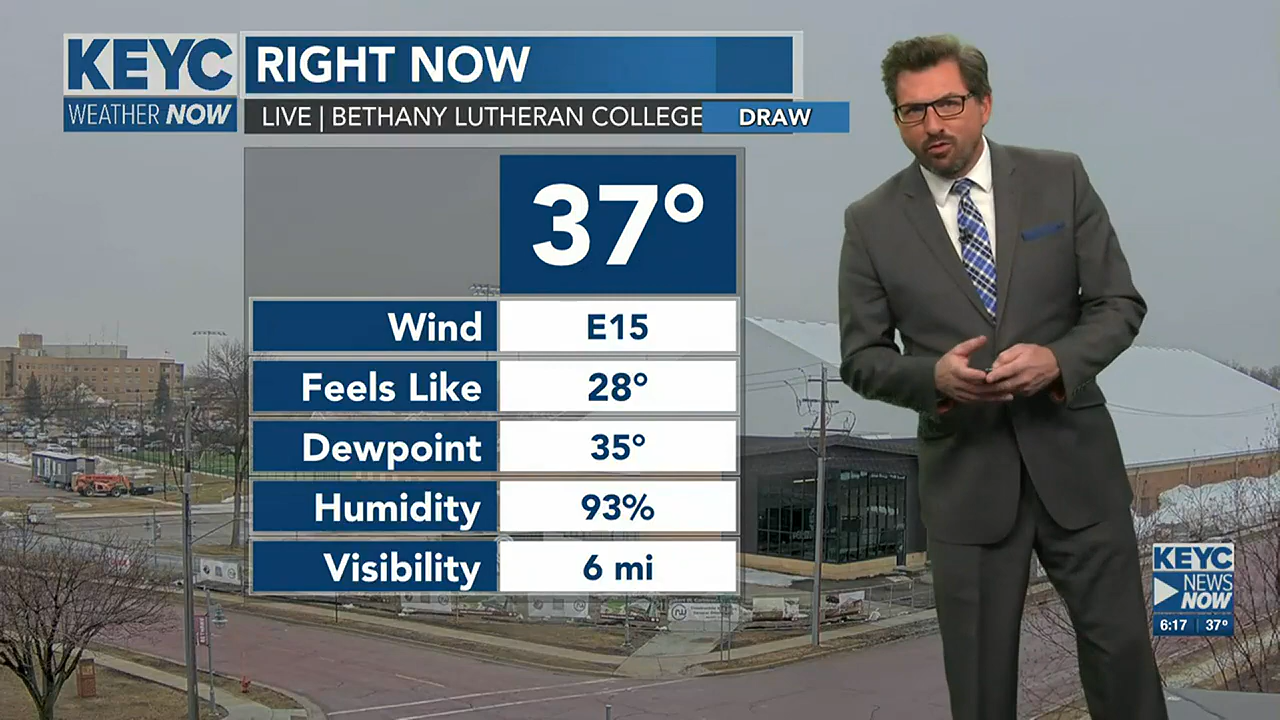 KEYC
WEATHER NOW
RIGHT NOW
LIVE | BETHANY LUTHERAN COLLEGE
DRAW
37°
Wind E15
Feels Like 28°
Dewpoint 35°
Humidity 93%
Visibility 6 mi
KEYC
NEWS
NOW
6:17 37°